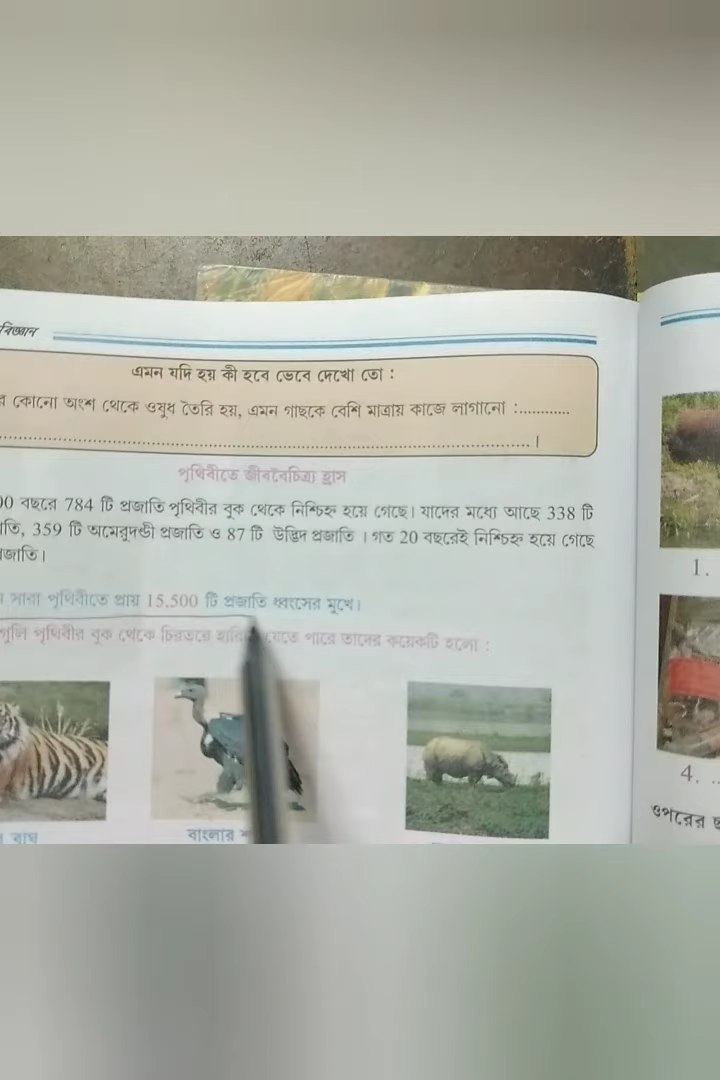 বিজ্ঞান
এমন যদি হয় কী হবে ভেবে দেখো তো :
কোনো অংশ থেকে ওষুধ তৈরি হয়, এমন গাছকে বেশি মাত্রায় কাজে লাগানো :............
.................................................................................... ।
পৃথিবীতে জীববৈচিত্র্য হ্রাস
00 বছরে 784 টি প্রজাতি পৃথিবীর বুক থেকে নিশ্চিহ্ন হয়ে গেছে। যাদের মধ্যে আছে 338 টি
359 টি অমেরুদণ্ডী প্রজাতি ও 87 টি উদ্ভিদ প্রজাতি । গত 20 বছরেই নিশ্চিহ্ন হয়ে গেছে
জাতি।
সারা পৃথিবীতে প্রায় 15,500 টি প্রজাতি ধ্বংসের মুখে।
গুলি পৃথিবীর বুক থেকে চিরতরে যেতে পারে তাদের কয়েকটি হলো :
বাঘ
বাংলার
1.
4. ..
ওপরের